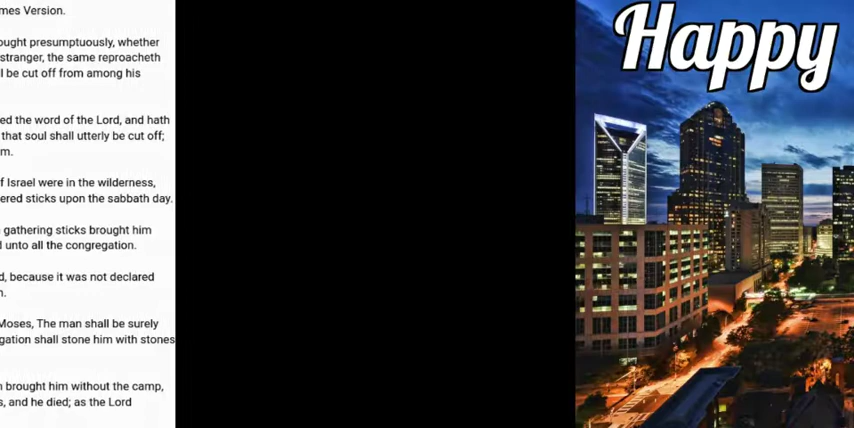 mes Version.
ought presumptuously, whether
stranger, the same reproacheth
l be cut off from among his
ed the word of the Lord, and hath
that soul shall utterly be cut off;
m.
f Israel were in the wilderness,
ered sticks upon the sabbath day.
gathering sticks brought him
unto all the congregation.
d, because it was not declared
n.
Moses, The man shall be surely
gation shall stone him with stones
brought him without the camp,
s, and he died; as the Lord
Happy